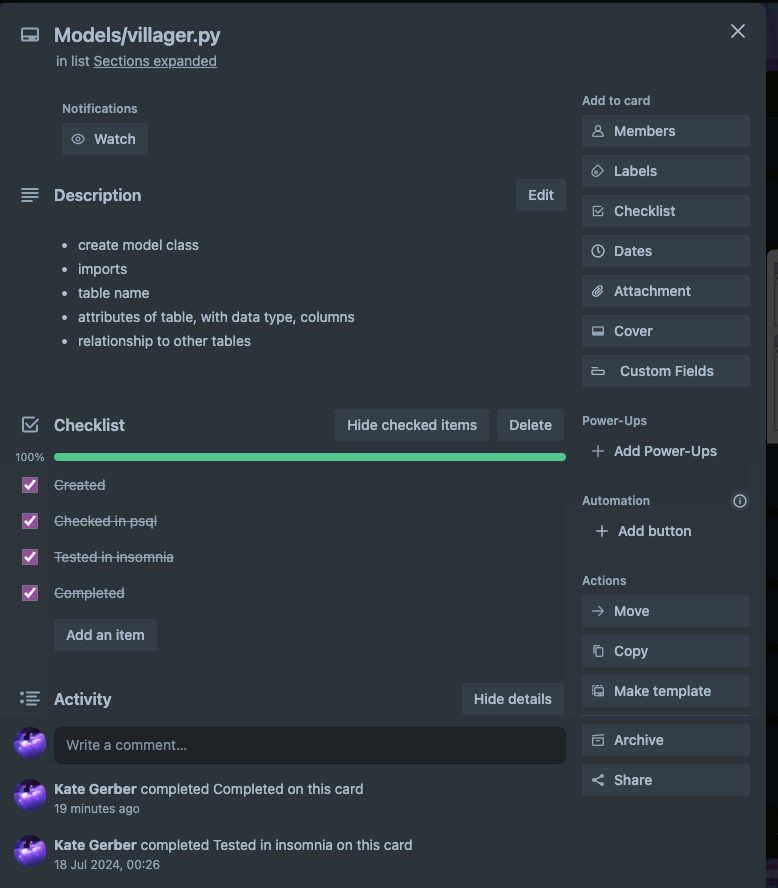 Models/villager.py
in list Sections expanded
Notifications
Watch
Description
Edit
create model class
imports
table name
attributes of table, with data type, columns
relationship to other tables
Checklist
Hide checked items
Delete
100%
Created
Checked in psql
Tested in insomnia
Completed
Add an item
Activity
Hide details
Write a comment...
Kate Gerber completed Completed on this card
19 minutes ago
Kate Gerber completed Tested in insomnia on this card
18 Jul 2024, 00:26
Add to card
Members
Labels
Checklist
Dates
Attachment
Cover
Custom Fields
Power-Ups
Add Power-Ups
Automation
Add button
Actions
Move
Copy
Make template
Archive
Share